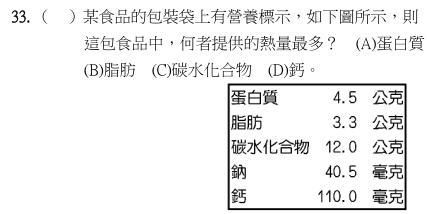 33. (　) 某食品的包裝袋上有營養標示，如下圖所示，則
這包食品中，何者提供的熱量最多？　(A)蛋白質
(B)脂肪　(C)碳水化合物　(D)鈣。
蛋白質　4.5　公克
脂肪　3.3　公克
碳水化合物　12.0　公克
鈉　40.5　毫克
鈣　110.0　毫克